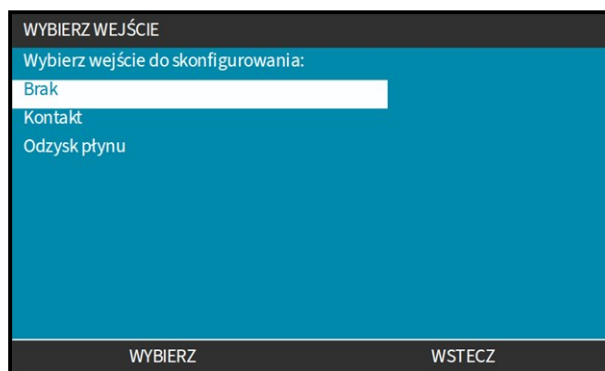 WYBIERZ WEJŚCIE
Wybierz wejście do skonfigurowania:
Brak
Kontakt
Odzysk płynu
WYBIERZ WSTECZ